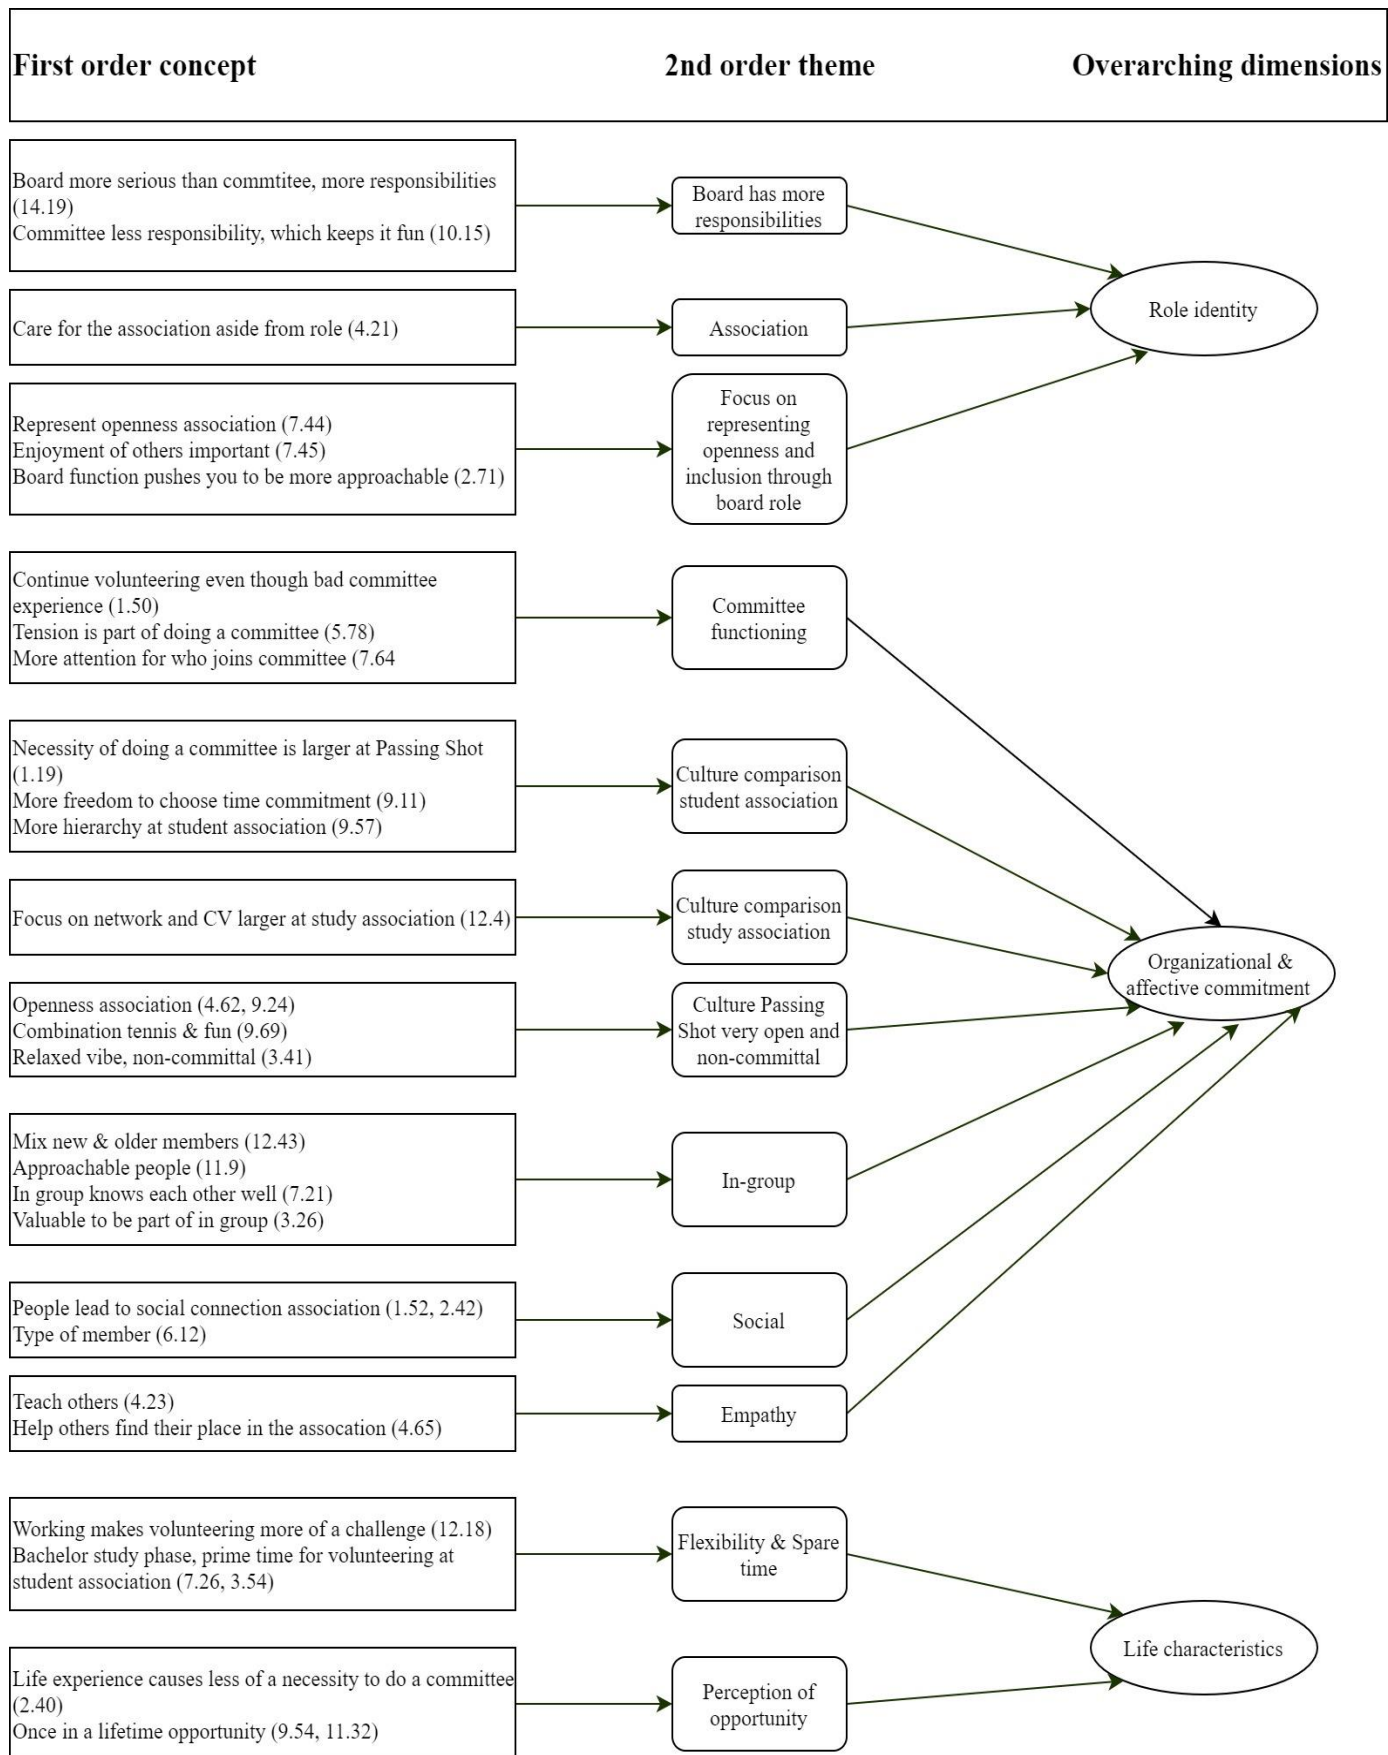 First order concept 2nd order theme Overarching dimensions
Board more serious than commtitee, more responsibilities
(14.19)
Committee less responsibility, which keeps it fun (10.15)
Board has more
responsibilities
Role identity
Care for the association aside from role (4.21)
Association
Represent openness association (7.44)
Enjoyment of others important (7.45)
Board function pushes you to be more approachable (2.71)
Focus on
representing
openness and
inclusion through
board role
Continue volunteering even though bad committee
experience (1.50)
Tension is part of doing a committee (5.78)
More attention for who joins committee (7.64
Committee
functioning
Necessity of doing a committee is larger at Passing Shot
(1.19)
More freedom to choose time commitment (9.11)
More hierarchy at student association (9.57)
Culture comparison
student association
Focus on network and CV larger at study association (12.4)
Culture comparison
study association
Organizational &
affective commitment
Openness association (4.62, 9.24)
Combination tennis & fun (9.69)
Relaxed vibe, non-committal (3.41)
Culture Passing
Shot very open and
non-committal
Mix new & older members (12.43)
Approachable people (11.9)
In group knows each other well (7.21)
Valuable to be part of in group (3.26)
In-group
People lead to social connection association (1.52, 2.42)
Type of member (6.12)
Social
Teach others (4.23)
Help others find their place in the assocation (4.65)
Empathy
Working makes volunteering more of a challenge (12.18)
Bachelor study phase, prime time for volunteering at
student association (7.26, 3.54)
Flexibility & Spare
time
Life characteristics
Life experience causes less of a necessity to do a committee
(2.40)
Once in a lifetime opportunity (9.54, 11.32)
Perception of
opportunity